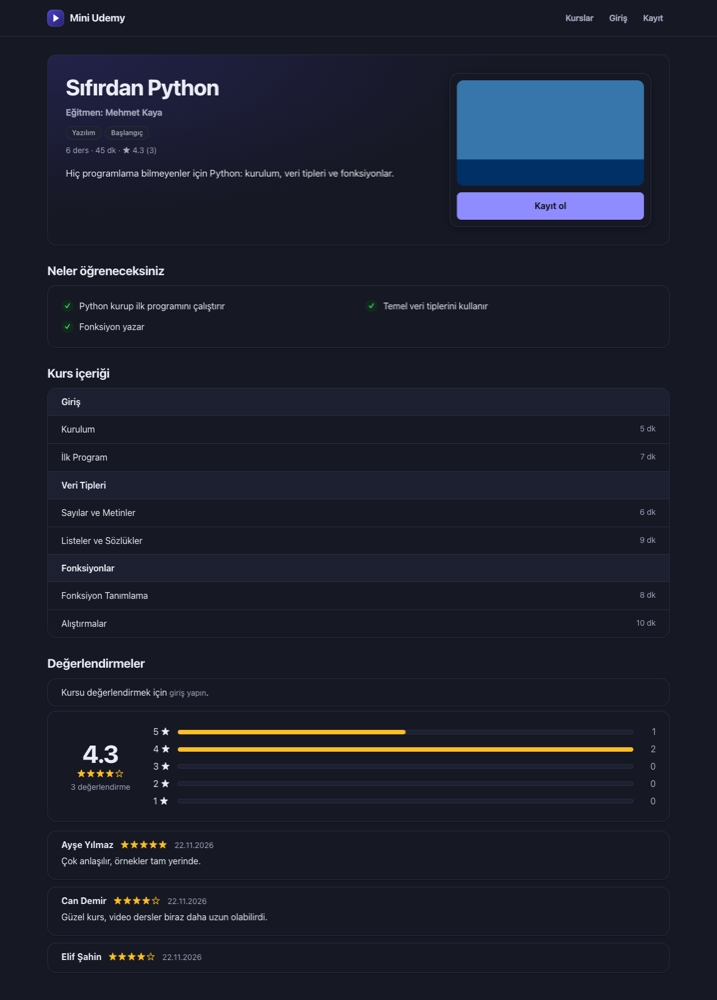 Mini Udemy
Kurslar Giriş Kayıt
Sıfırdan Python
Eğitmen: Mehmet Kaya
Yazılım Başlangıç
6 ders · 45 dk · ★ 4.3 (3)
Hiç programlama bilmeyenler için Python: kurulum, veri tipleri ve fonksiyonlar.
Kayıt ol
Neler öğreneceksiniz
Python kurup ilk programını çalıştırır
Temel veri tiplerini kullanır
Fonksiyon yazar
Kurs içeriği
Giriş
Kurulum 5 dk
İlk Program 7 dk
Veri Tipleri
Sayılar ve Metinler 6 dk
Listeler ve Sözlükler 9 dk
Fonksiyonlar
Fonksiyon Tanımlama 8 dk
Alıştırmalar 10 dk
Değerlendirmeler
Kursu değerlendirmek için giriş yapın.
4.3
★★★★☆
3 değerlendirme
5 ★ 1
4 ★ 2
3 ★ 0
2 ★ 0
1 ★ 0
Ayşe Yılmaz ★★★★★ 22.11.2026
Çok anlaşılır, örnekler tam yerinde.
Can Demir ★★★★☆ 22.11.2026
Güzel kurs, video dersler biraz daha uzun olabilirdi.
Elif Şahin ★★★★☆ 22.11.2026